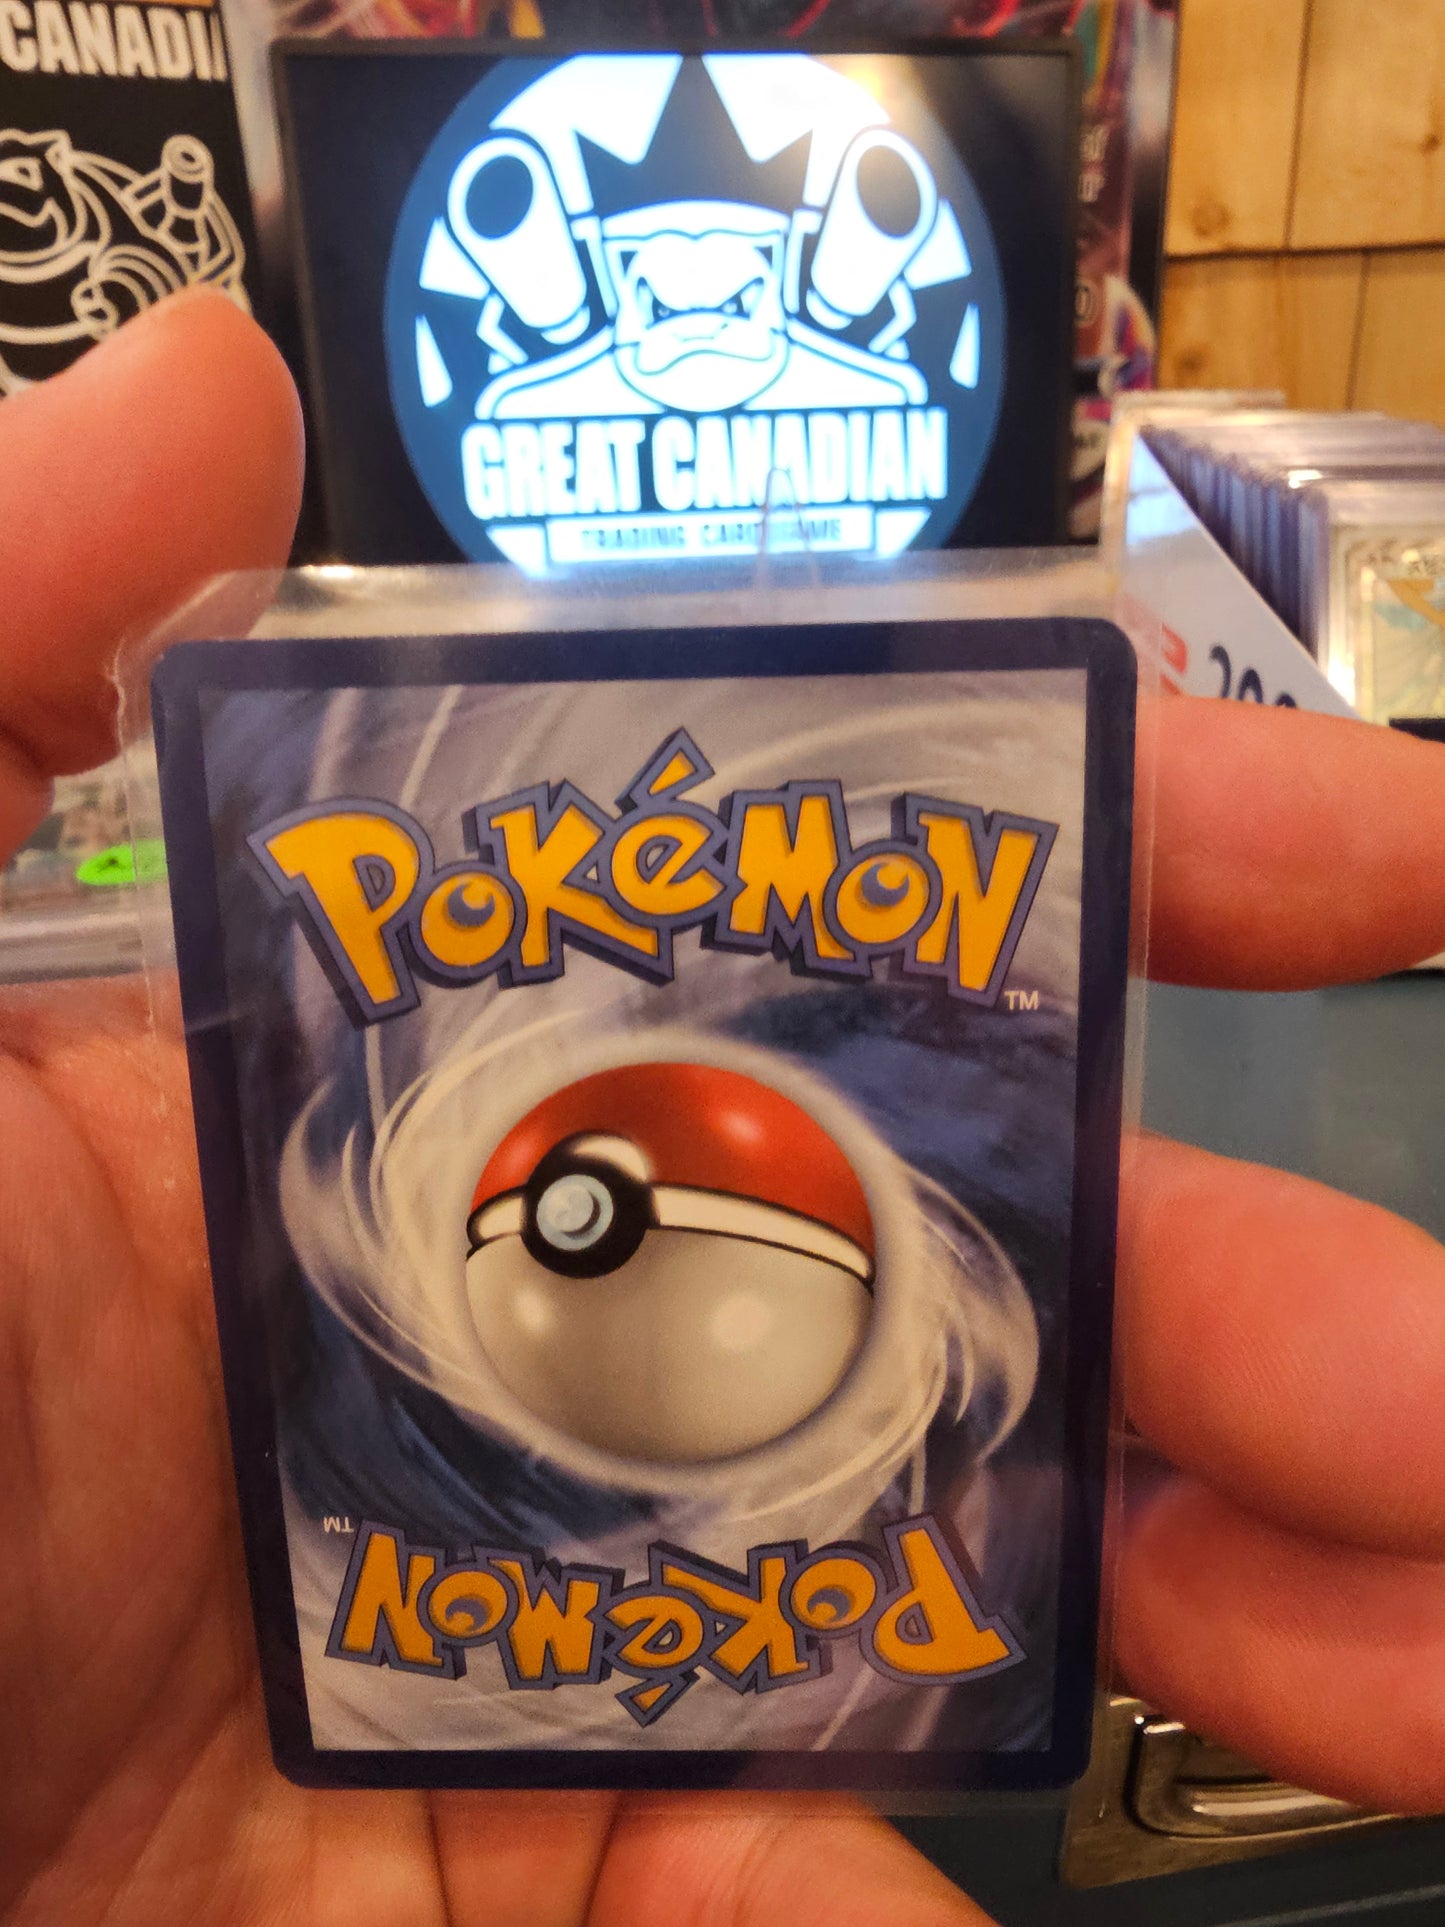 CANADI
GREAT CANADIAN
TRADING CARD GAME
POKéMON
TM
TM
POKéMON